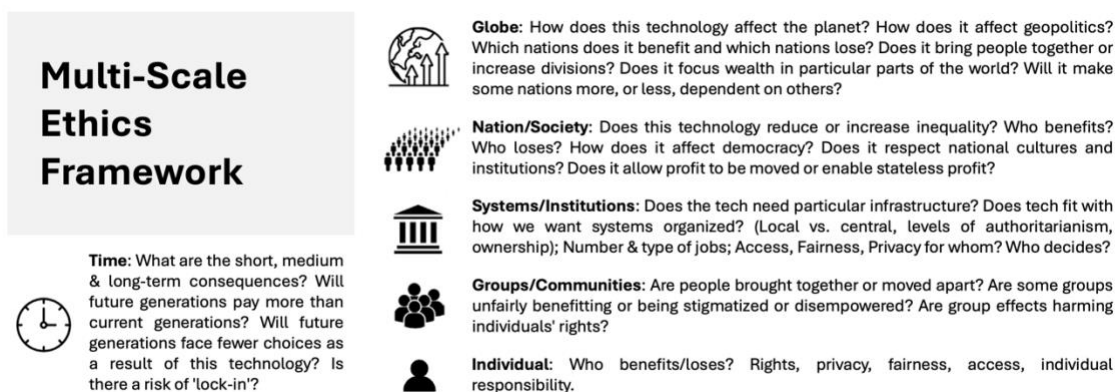 Multi-Scale
Ethics
Framework
Time: What are the short, medium
& long-term consequences? Will
future generations pay more than
current generations? Will future
generations face fewer choices as
a result of this technology? Is
there a risk of 'lock-in'?
Globe: How does this technology affect the planet? How does it affect geopolitics?
Which nations does it benefit and which nations lose? Does it bring people together or
increase divisions? Does it focus wealth in particular parts of the world? Will it make
some nations more, or less, dependent on others?
Nation/Society: Does this technology reduce or increase inequality? Who benefits?
Who loses? How does it affect democracy? Does it respect national cultures and
institutions? Does it allow profit to be moved or enable stateless profit?
Systems/Institutions: Does the tech need particular infrastructure? Does tech fit with
how we want systems organized? (Local vs. central, levels of authoritarianism,
ownership); Number & type of jobs; Access, Fairness, Privacy for whom? Who decides?
Groups/Communities: Are people brought together or moved apart? Are some groups
unfairly benefitting or being stigmatized or disempowered? Are group effects harming
individuals' rights?
Individual: Who benefits/loses? Rights, privacy, fairness, access, individual
responsibility.